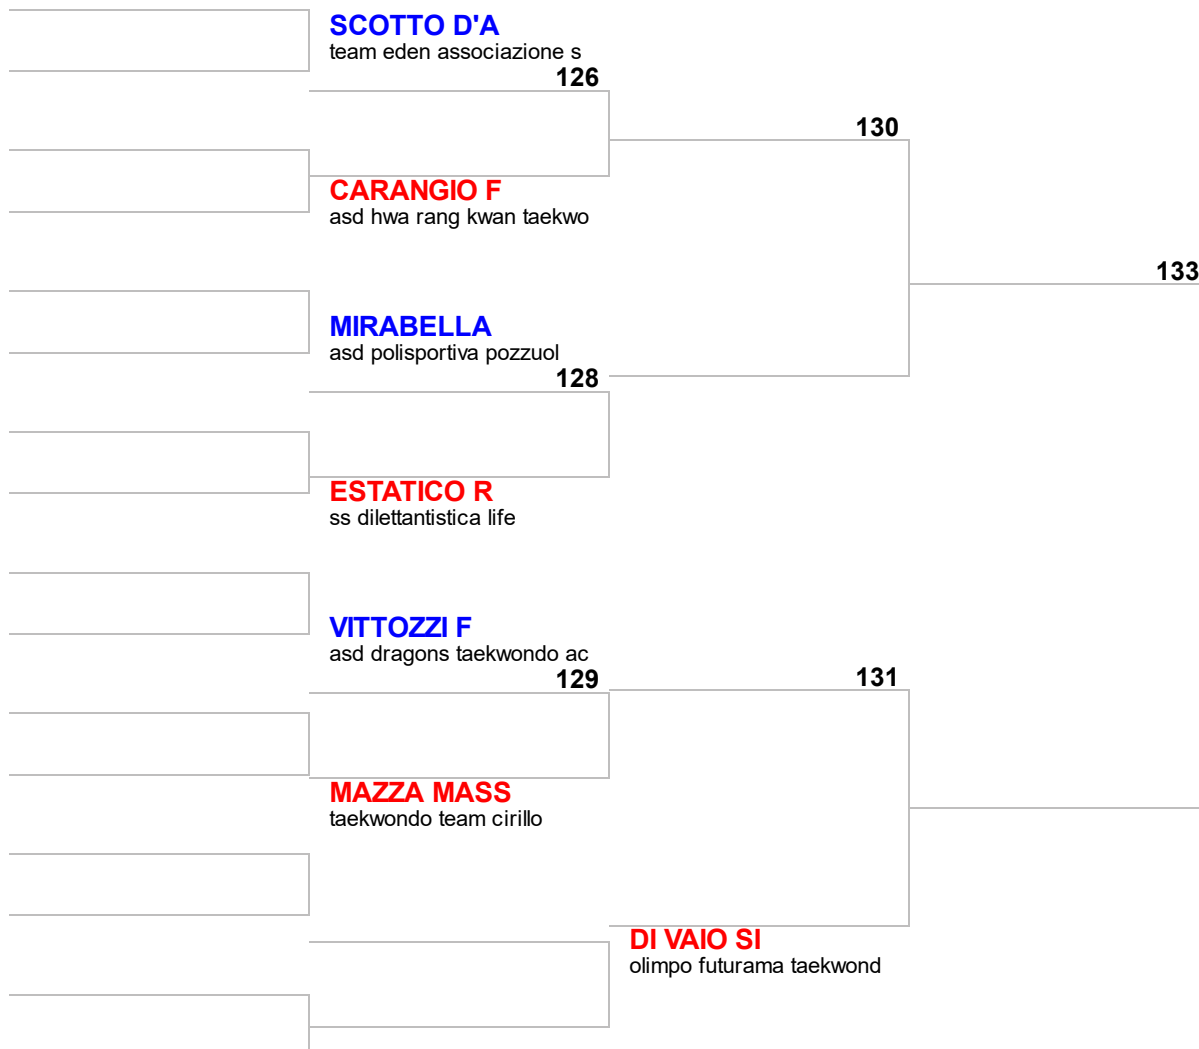 SCOTTO D'A
team eden associazione s
126
130
CARANGIO F
asd hwa rang kwan taekwo
133
MIRABELLA
asd polisportiva pozzuol
128
ESTATICO R
ss dilettantistica life
VITTOZZI F
asd dragons taekwondo ac
129
131
MAZZA MASS
taekwondo team cirillo
DI VAIO SI
olimpo futurama taekwond